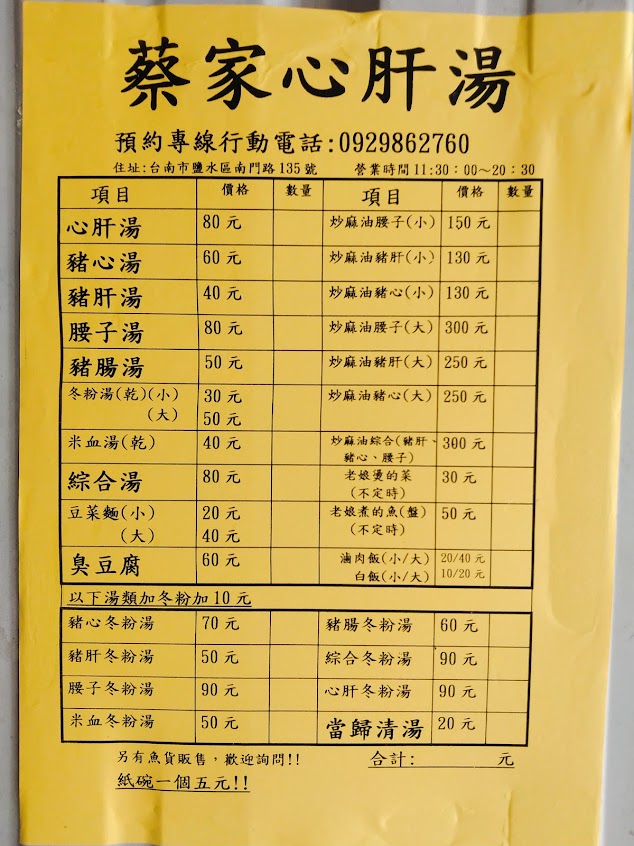 蔡家心肝湯
預約專線行動電話:0929862760
住址:台南市鹽水區南門路135號 營業時間11:30:00~20:30
項目 價格 數量 項目 價格 數量
心肝湯 80元 炒麻油腰子(小) 150元
豬心湯 60元 炒麻油豬肝(小) 130元
豬肝湯 40元 炒麻油豬心(小) 130元
腰子湯 80元 炒麻油腰子(大) 300元
豬腸湯 50元 炒麻油豬肝(大) 250元
冬粉湯(乾)(小) 30元 炒麻油豬心(大) 250元
(大) 50元
米血湯(乾) 40元 炒麻油綜合(豬肝、 300元
豬心、腰子)
綜合湯 80元 老娘燙的菜 30元
(不定時)
豆菜麵(小) 20元 老娘煮的魚(盤) 50元
(大) 40元 (不定時)
臭豆腐 60元 滷肉飯(小/大) 20/40元
白飯(小/大) 10/20元
以下湯類加冬粉加10元
豬心冬粉湯 70元 豬腸冬粉湯 60元
豬肝冬粉湯 50元 綜合冬粉湯 90元
腰子冬粉湯 90元 心肝冬粉湯 90元
米血冬粉湯 50元 當歸清湯 20元
另有魚貨販售,歡迎詢問!! 合計: 元
紙碗一個五元!!